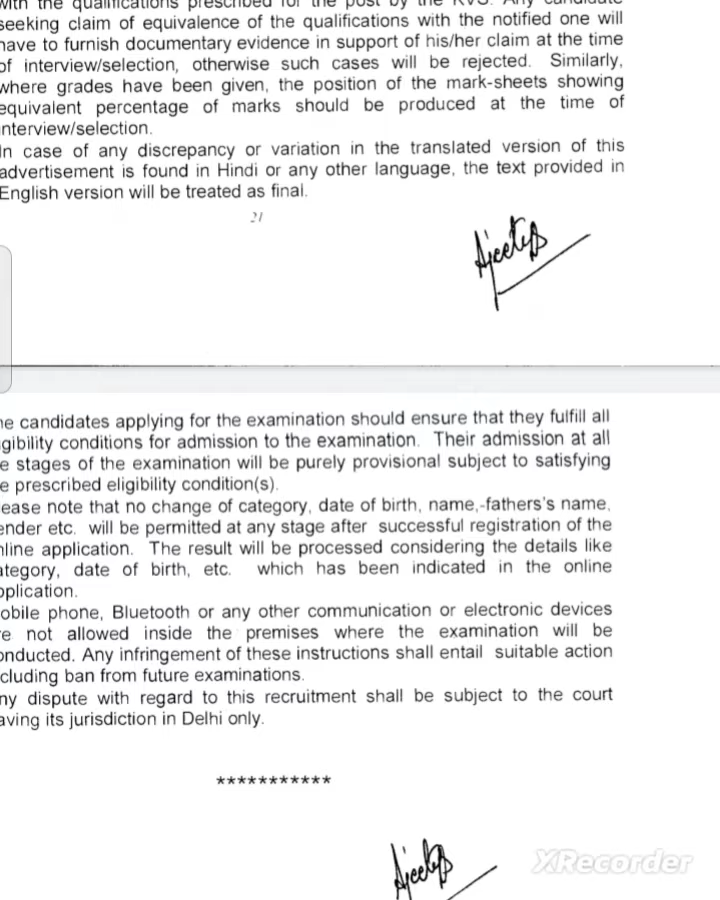 with the qualifications prescribed for the post by the KVS. Any candidate
seeking claim of equivalence of the qualifications with the notified one will
have to furnish documentary evidence in support of his/her claim at the time
of interview/selection, otherwise such cases will be rejected. Similarly,
where grades have been given, the position of the mark-sheets showing
equivalent percentage of marks should be produced at the time of
nterview/selection.
In case of any discrepancy or variation in the translated version of this
advertisement is found in Hindi or any other language, the text provided in
English version will be treated as final.
21
he candidates applying for the examination should ensure that they fulfill all
igibility conditions for admission to the examination. Their admission at all
e stages of the examination will be purely provisional subject to satisfying
e prescribed eligibility condition(s).
ease note that no change of category, date of birth, name,-fathers's name,
ender etc. will be permitted at any stage after successful registration of the
nline application. The result will be processed considering the details like
ategory, date of birth, etc. which has been indicated in the online
pplication.
obile phone, Bluetooth or any other communication or electronic devices
re not allowed inside the premises where the examination will be
onducted. Any infringement of these instructions shall entail suitable action
cluding ban from future examinations.
ny dispute with regard to this recruitment shall be subject to the court
aving its jurisdiction in Delhi only.
***********
XRecorder